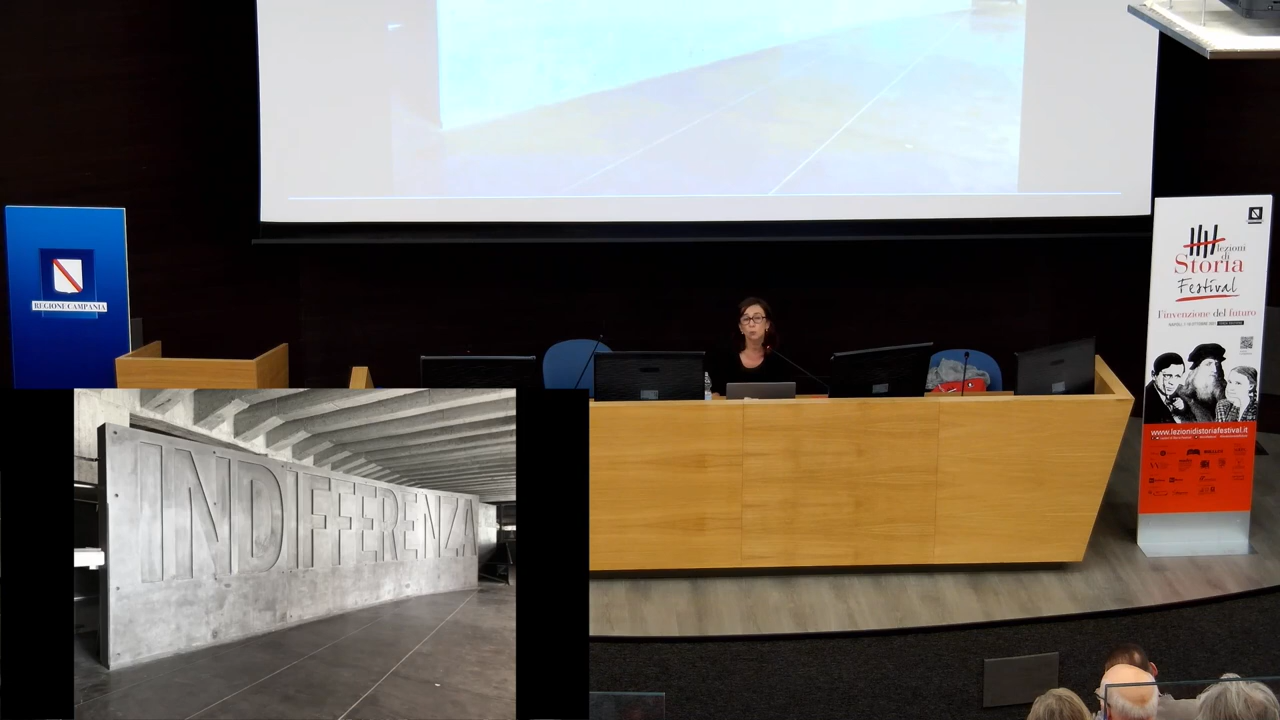 REGIONE CAMPANIA
lezioni
di
Storia
Festival
l'invenzione del futuro
www.lezionidistoriafestival.it
INDIFFERENZA